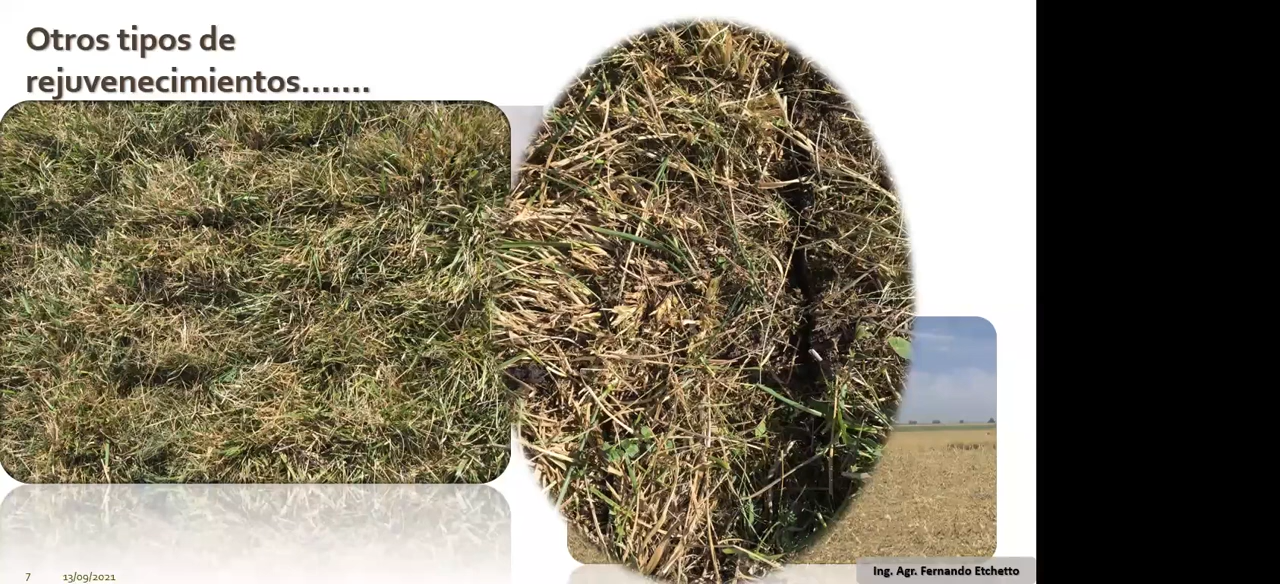 Otros tipos de
rejuvenecimientos.......
7 13/09/2021
Ing. Agr. Fernando Etchetto